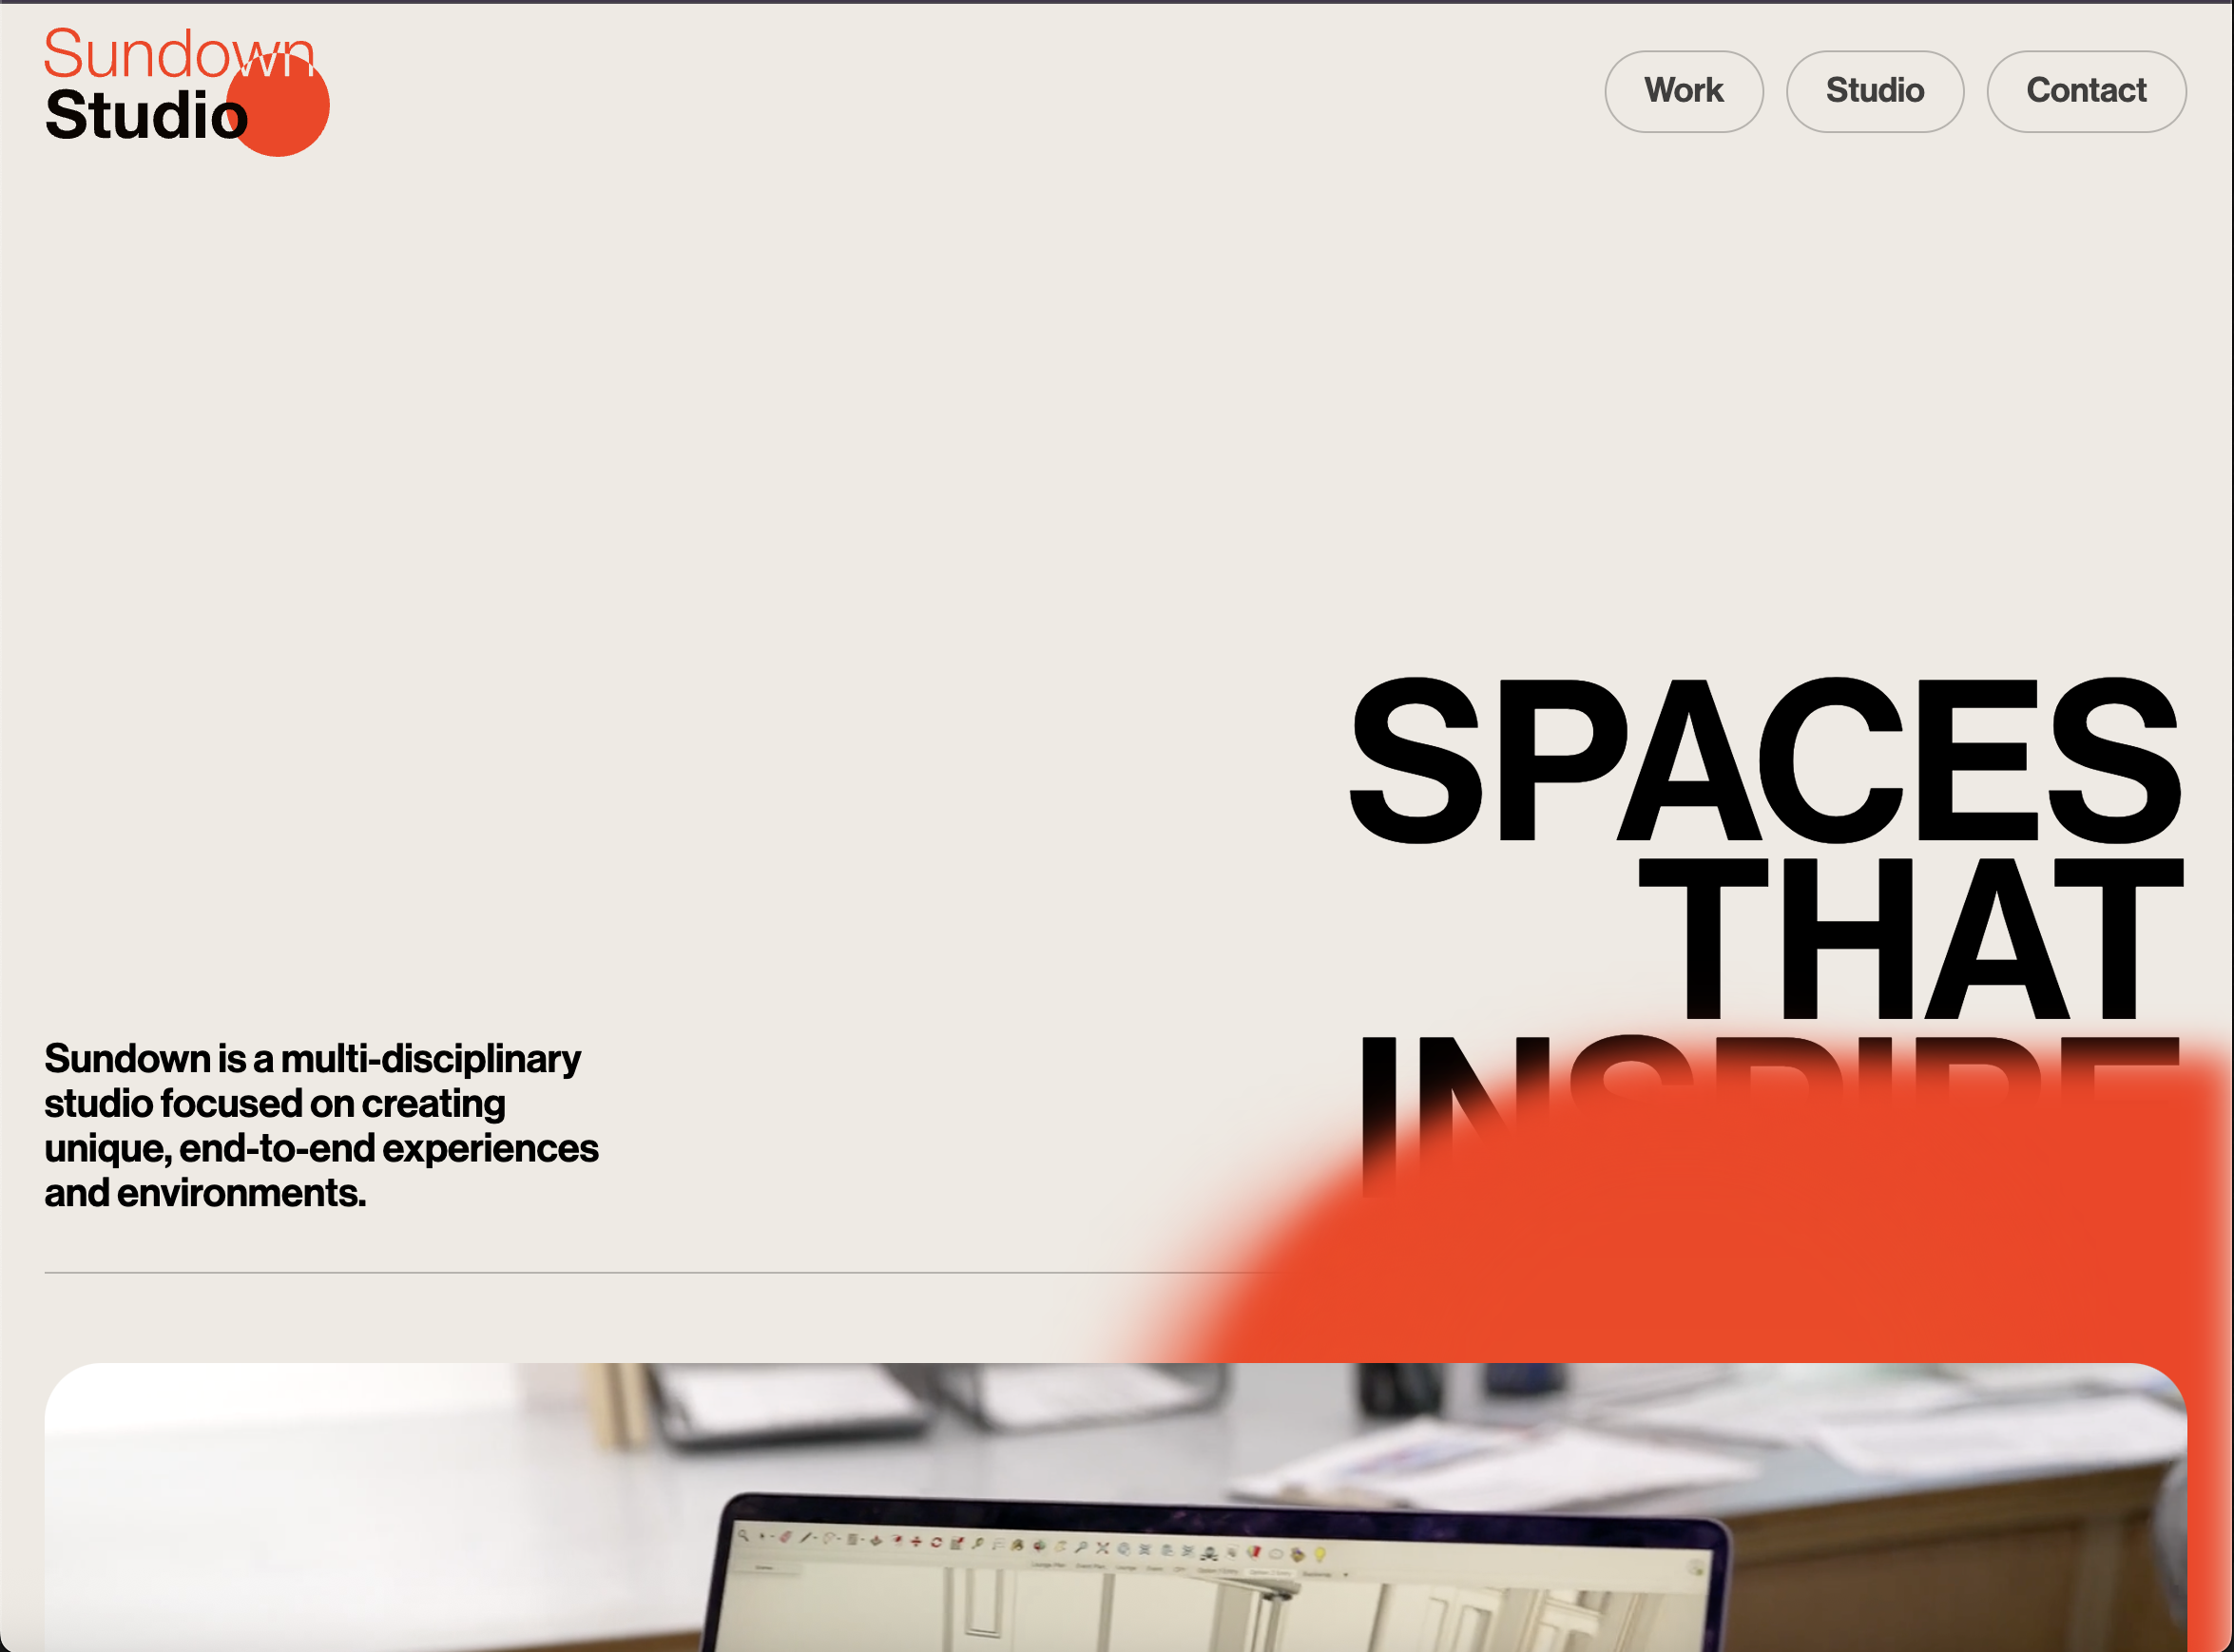 Sundown
Studio
Work
Studio
Contact
SPACES
THAT
INSPIRE
Sundown is a multi-disciplinary
studio focused on creating
unique, end-to-end experiences
and environments.